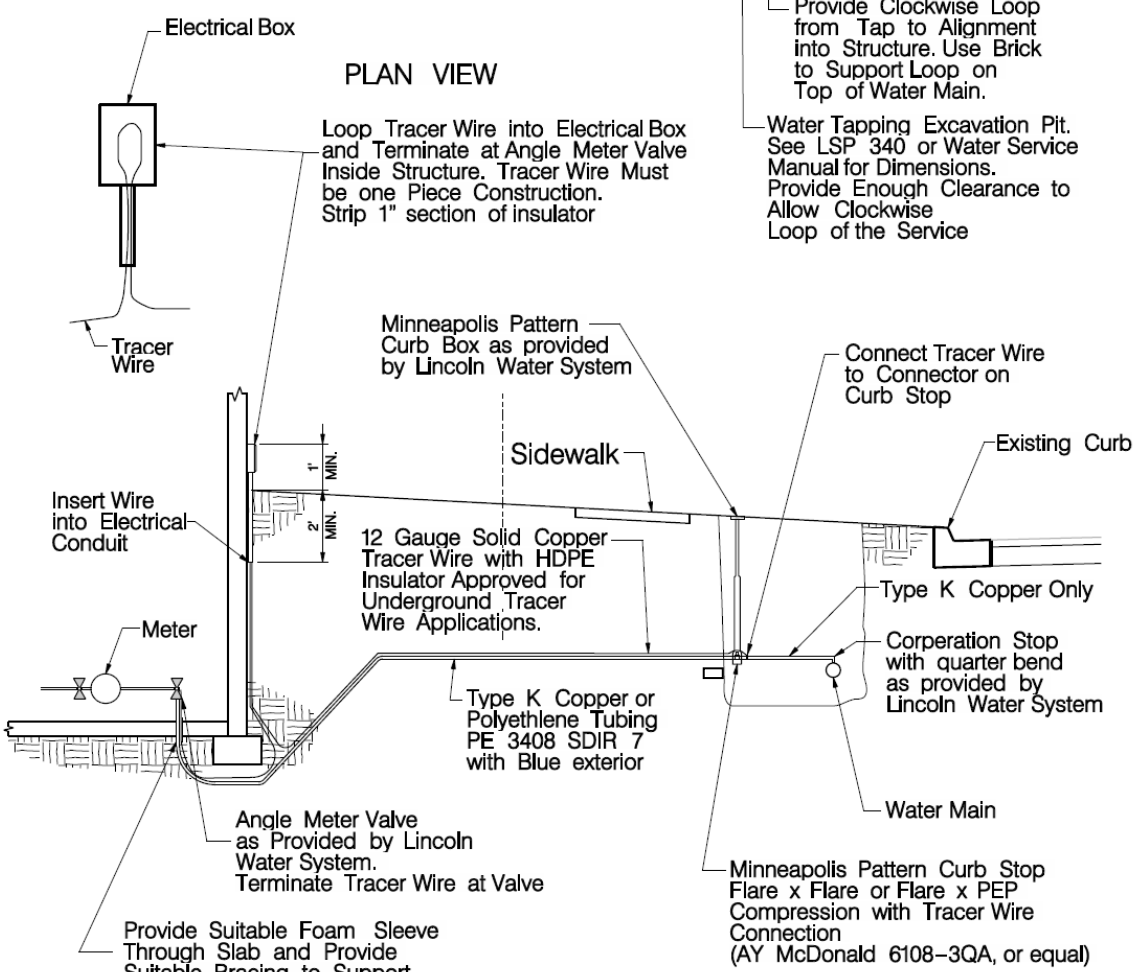 Electrical Box
PLAN VIEW
Provide Clockwise Loop
from Tap to Alignment
into Structure. Use Brick
to Support Loop on
Top of Water Main.
Loop Tracer Wire into Electrical Box
and Terminate at Angle Meter Valve
Inside Structure. Tracer Wire Must
be one Piece Construction.
Strip 1" section of insulator
Water Tapping Excavation Pit.
See LSP 340 or Water Service
Manual for Dimensions.
Provide Enough Clearance to
Allow Clockwise
Loop of the Service
Tracer
Wire
Minneapolis Pattern
Curb Box as provided
by Lincoln Water System
Connect Tracer Wire
to Connector on
Curb Stop
Existing Curb
Sidewalk
1'
MIN.
2'
MIN.
Insert Wire
into Electrical
Conduit
12 Gauge Solid Copper
Tracer Wire with HDPE
Insulator Approved for
Underground Tracer
Wire Applications.
Type K Copper Only
Meter
Corperation Stop
with quarter bend
as provided by
Lincoln Water System
Type K Copper or
Polyethlene Tubing
PE 3408 SDIR 7
with Blue exterior
Water Main
Angle Meter Valve
as Provided by Lincoln
Water System.
Terminate Tracer Wire at Valve
Minneapolis Pattern Curb Stop
Flare x Flare or Flare x PEP
Compression with Tracer Wire
Connection
(AY McDonald 6108-3QA, or equal)
Provide Suitable Foam Sleeve
Through Slab and Provide
Suitable Bracing to Support